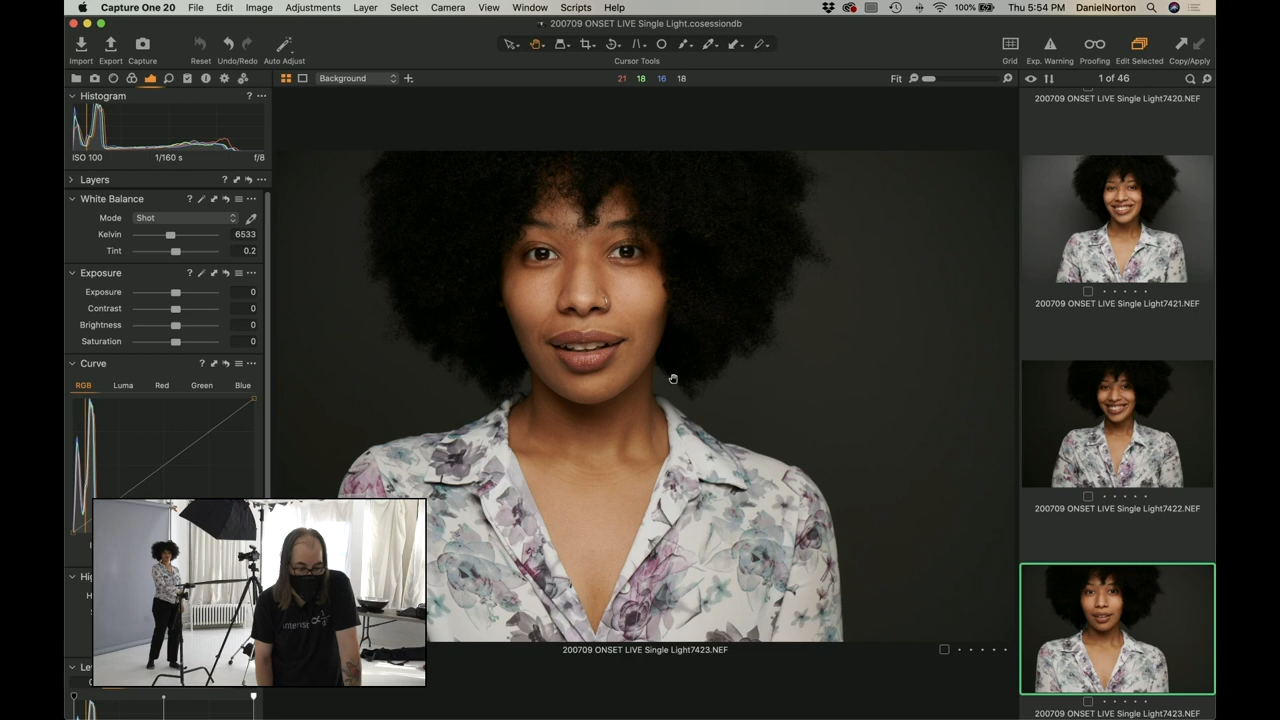 Capture One 20 File Edit Image Adjustments Layer Select Camera View Window Scripts Help 100% Thu 5:54 PM DanielNorton
200709 ONSET LIVE Single Light.cosessiondb
Import Export Capture Reset Undo/Redo Auto Adjust Cursor Tools Grid Exp. Warning Proofing Edit Selected Copy/Apply
Background 21 18 16 18 Fit 1 of 46
Histogram ? ...
ISO 100 1/160 s f/8
Layers ? ...
White Balance ? ...
Mode Shot
Kelvin 6533
Tint 0.2
Exposure ? ...
Exposure 0
Contrast 0
Brightness 0
Saturation 0
Curve ? ...
RGB Luma Red Green Blue
200709 ONSET LIVE Single Light7423.NEF
200709 ONSET LIVE Single Light7420.NEF
200709 ONSET LIVE Single Light7421.NEF
200709 ONSET LIVE Single Light7422.NEF
200709 ONSET LIVE Single Light7423.NEF